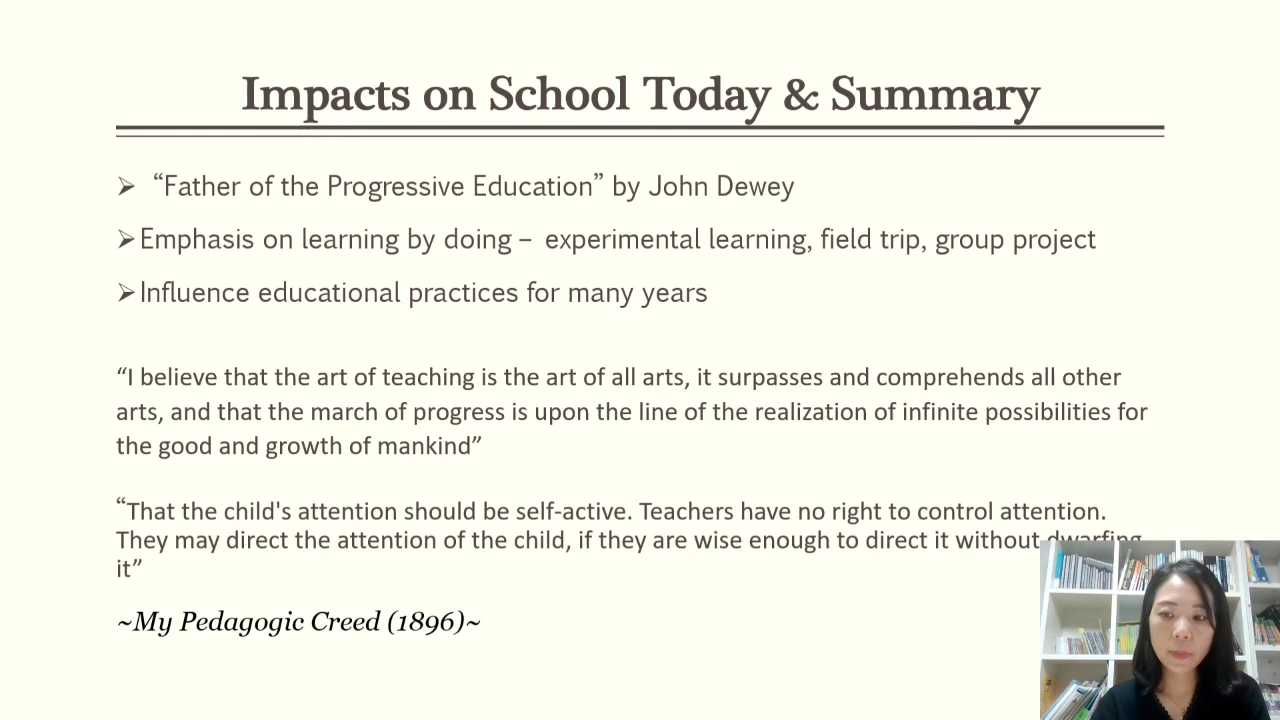 Impacts on School Today & Summary
➢ “Father of the Progressive Education” by John Dewey
➢Emphasis on learning by doing – experimental learning, field trip, group project
➢Influence educational practices for many years
“I believe that the art of teaching is the art of all arts, it surpasses and comprehends all other
arts, and that the march of progress is upon the line of the realization of infinite possibilities for
the good and growth of mankind”
“That the child's attention should be self-active. Teachers have no right to control attention.
They may direct the attention of the child, if they are wise enough to direct it without dwarfing
it”
~My Pedagogic Creed (1896)~